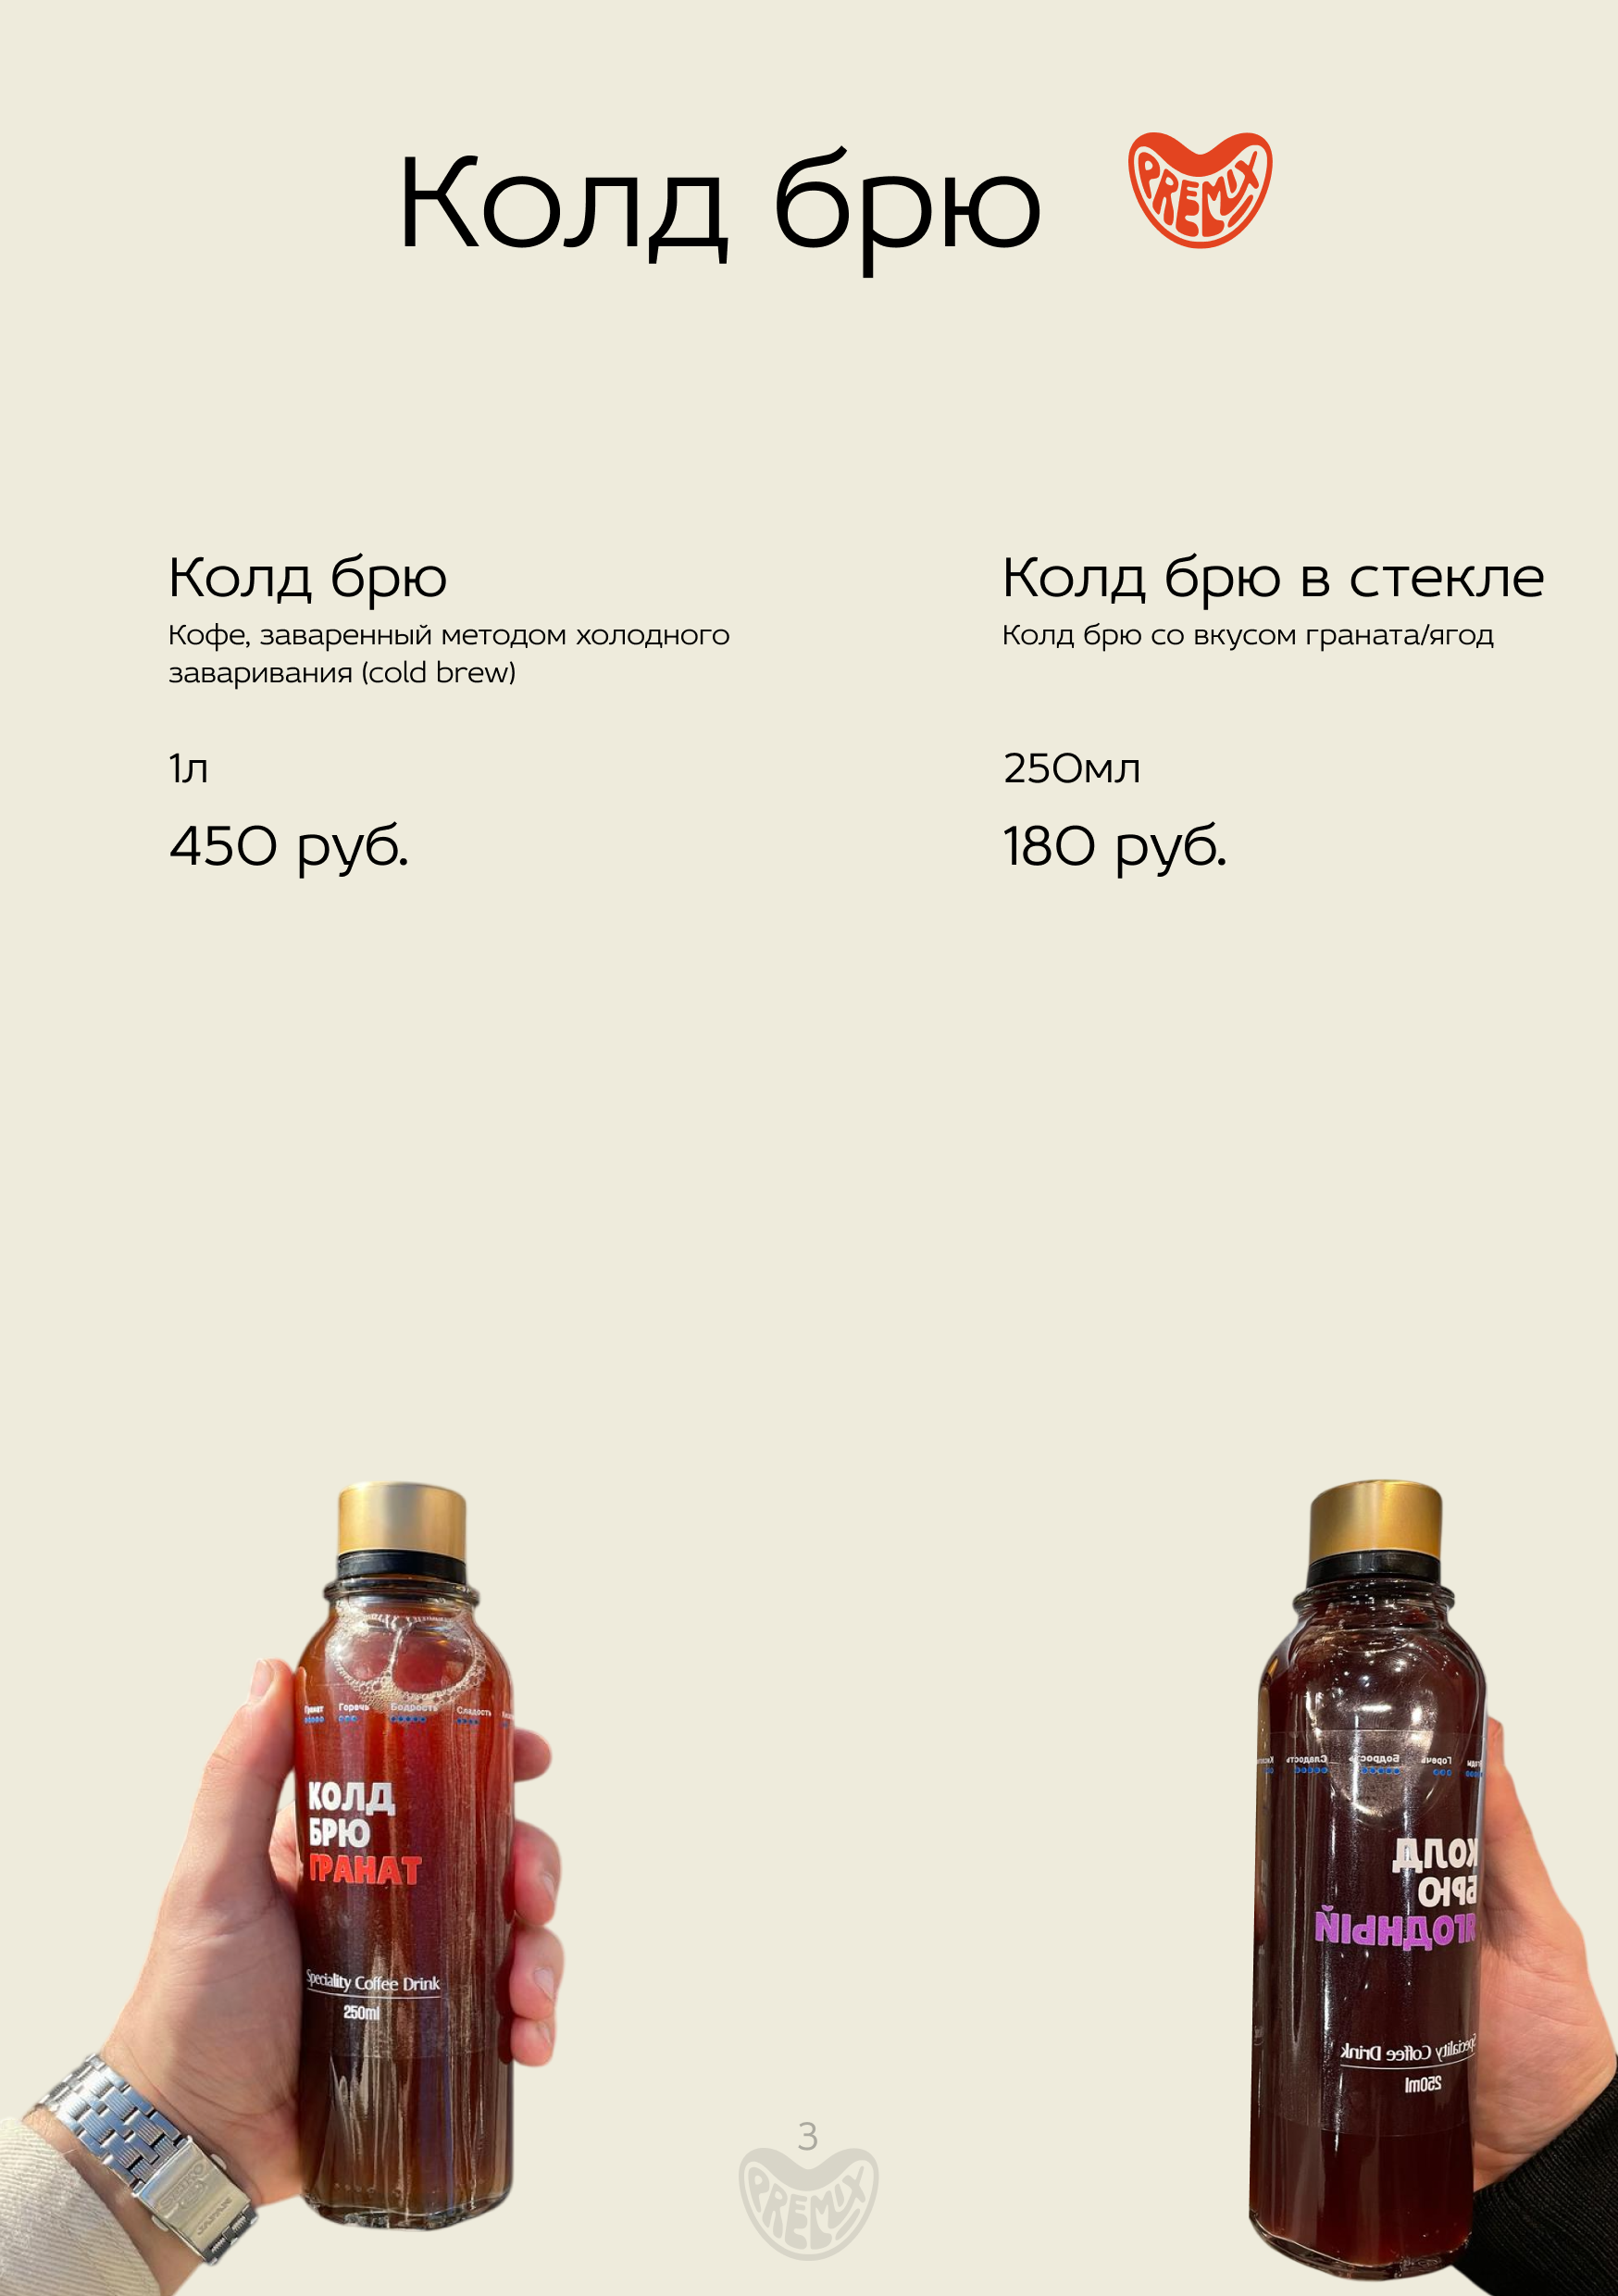 Колд брю
PREMIX
Колд брю
Кофе, заваренный методом холодного
заваривания (cold brew)
1л
450 руб.
Колд брю в стекле
Колд брю со вкусом граната/ягод
250мл
180 руб.
Гранат Горечь Бодрость Сладость
КОЛД
БРЮ
ГРАНАТ
Speciality Coffee Drink
250ml
Сладость Бодрость Горечь
КОЛД
БРЮ
ЯГОДНЫЙ
Speciality Coffee Drink
250ml
SEIKO
3
PREMIX